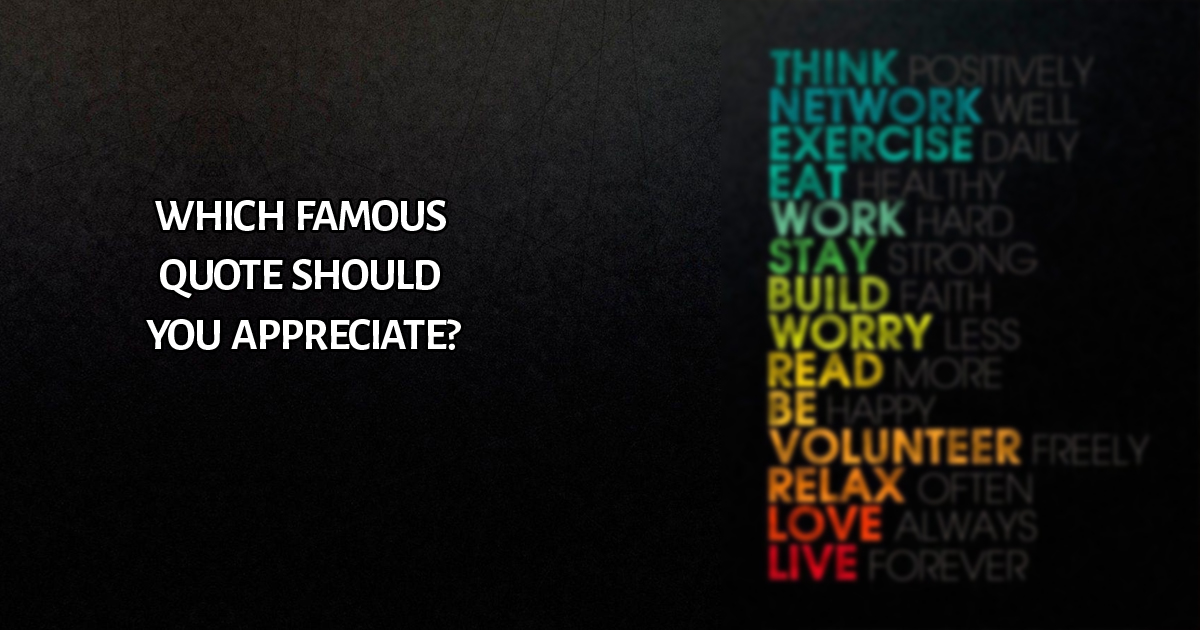 WHICH FAMOUS
QUOTE SHOULD
YOU APPRECIATE?
THINK POSITIVELY
NETWORK WELL
EXERCISE DAILY
EAT HEALTHY
WORK HARD
STAY STRONG
BUILD FAITH
WORRY LESS
READ MORE
BE HAPPY
VOLUNTEER FREELY
RELAX OFTEN
LOVE ALWAYS
LIVE FOREVER